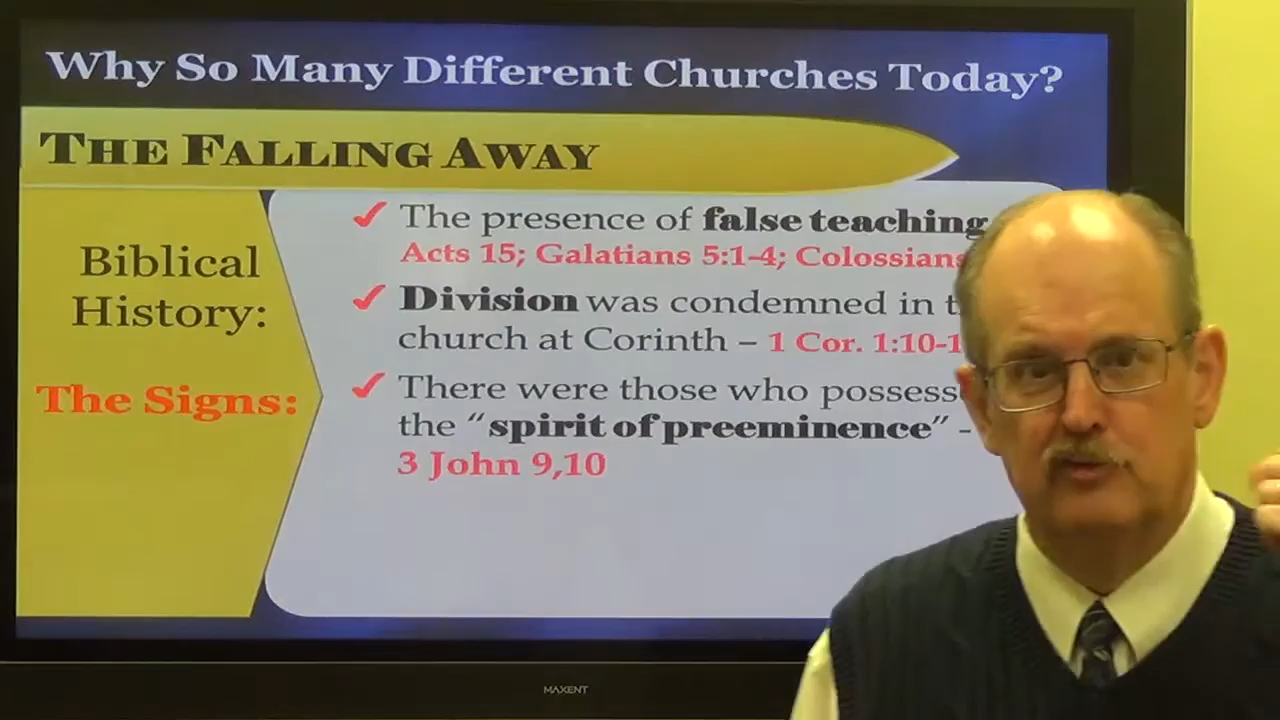 Why So Many Different Churches Today?
THE FALLING AWAY
Biblical
History:
The Signs:
✓ The presence of false teaching
Acts 15; Galatians 5:1-4; Colossians
✓ Division was condemned in
church at Corinth – 1 Cor. 1:10-1
✓ There were those who
the “spirit of preeminence” -
3 John 9,10
MAXENT